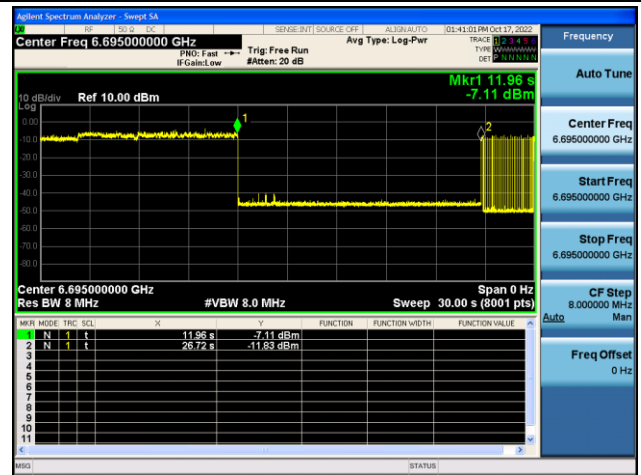 Agilent Spectrum Analyzer - Swept SA
RF 50 Ω DC SENSE:INT SOURCE OFF ALIGNAUTO 01:41:01PM Oct 17, 2022
Center Freq 6.695000000 GHz
PNO: Fast
IFGain:Low
Trig: Free Run
#Atten: 20 dB
Avg Type: Log-Pwr
TRACE 1 2 3 4 5 6
TYPE
DET P N N N N N
Mkr1 11.96 s
-7.11 dBm
10 dB/div Ref 10.00 dBm
Log
0.00
-10.0
-20.0
-30.0
-40.0
-50.0
-60.0
-70.0
-80.0
1
2
Center 6.695000000 GHz Span 0 Hz
Res BW 8 MHz #VBW 8.0 MHz Sweep 30.00 s (8001 pts)
MKR MODE TRC SCL X Y FUNCTION FUNCTION WIDTH FUNCTION VALUE
1 N 1 t 11.96 s -7.11 dBm
2 N 1 t 26.72 s -11.83 dBm
3
4
5
6
7
8
9
10
11
MSG STATUS
Frequency
Auto Tune
Center Freq
6.695000000 GHz
Start Freq
6.695000000 GHz
Stop Freq
6.695000000 GHz
CF Step
8.000000 MHz
Auto Man
Freq Offset
0 Hz